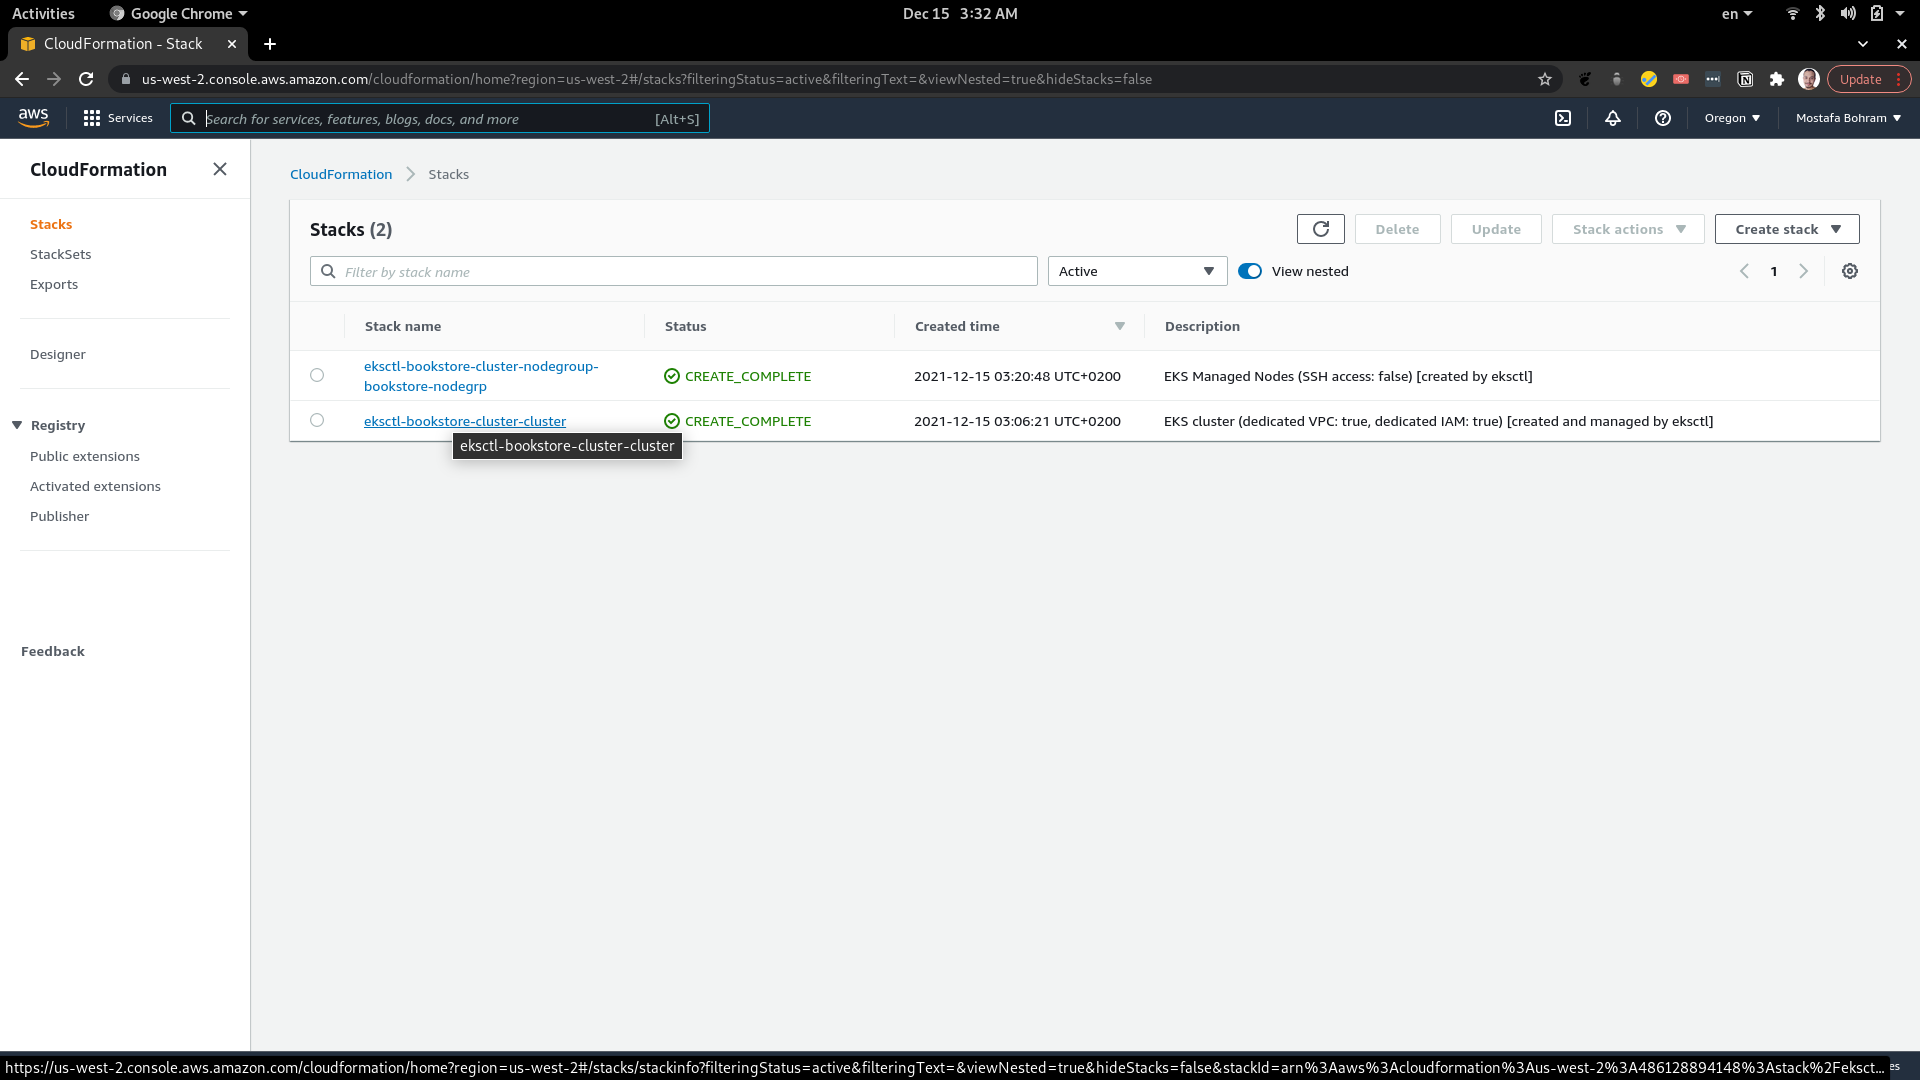 Activities Google Chrome Dec 15 3:32 AM en
CloudFormation - Stack
us-west-2.console.aws.amazon.com/cloudformation/home?region=us-west-2#/stacks?filteringStatus=active&filteringText=&viewNested=true&hideStacks=false Update
aws Services Search for services, features, blogs, docs, and more [Alt+S] Oregon Mostafa Bohram
CloudFormation
Stacks
StackSets
Exports
Designer
Registry
Public extensions
Activated extensions
Publisher
Feedback
CloudFormation Stacks
Stacks (2) Delete Update Stack actions Create stack
Filter by stack name Active View nested 1
Stack name Status Created time Description
eksctl-bookstore-cluster-nodegroup-
bookstore-nodegrp CREATE_COMPLETE 2021-12-15 03:20:48 UTC+0200 EKS Managed Nodes (SSH access: false) [created by eksctl]
eksctl-bookstore-cluster-cluster CREATE_COMPLETE 2021-12-15 03:06:21 UTC+0200 EKS cluster (dedicated VPC: true, dedicated IAM: true) [created and managed by eksctl]
eksctl-bookstore-cluster-cluster
https://us-west-2.console.aws.amazon.com/cloudformation/home?region=us-west-2#/stacks/stackinfo?filteringStatus=active&filteringText=&viewNested=true&hideStacks=false&stackId=arn%3Aaws%3Acloudformation%3Aus-west-2%3A486128894148%3Astack%2Feksct...